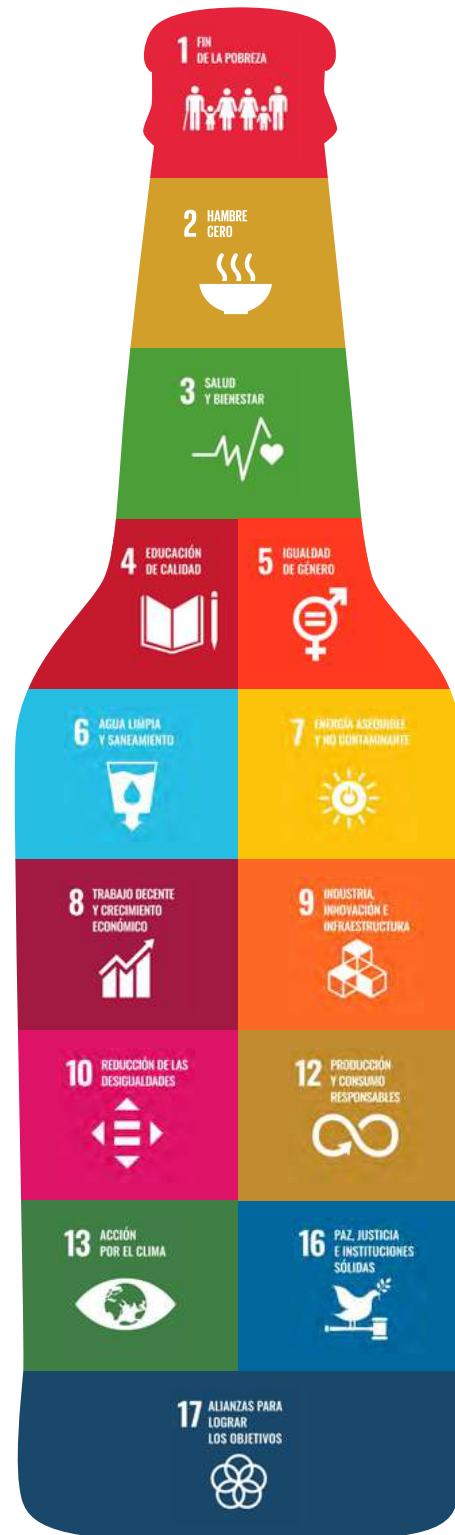 1 FIN
DE LA POBREZA
2 HAMBRE
CERO
3 SALUD
Y BIENESTAR
4 EDUCACIÓN
DE CALIDAD
5 IGUALDAD
DE GÉNERO
6 AGUA LIMPIA
Y SANEAMIENTO
7 ENERGÍA ASEQUIBLE
Y NO CONTAMINANTE
8 TRABAJO DECENTE
Y CRECIMIENTO
ECONÓMICO
9 INDUSTRIA,
INNOVACIÓN E
INFRAESTRUCTURA
10 REDUCCIÓN DE LAS
DESIGUALDADES
12 PRODUCCIÓN
Y CONSUMO
RESPONSABLES
13 ACCIÓN
POR EL CLIMA
16 PAZ, JUSTICIA
E INSTITUCIONES
SÓLIDAS
17 ALIANZAS PARA
LOGRAR
LOS OBJETIVOS